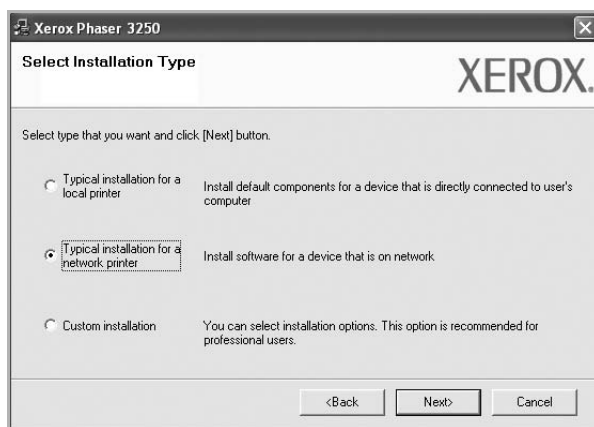 Xerox Phaser 3250
Select Installation Type
XEROX.
Select type that you want and click [Next] button.
Typical installation for a
local printer
Install default components for a device that is directly connected to user's
computer
Typical installation for a
network printer
Install software for a device that is on network
Custom installation
You can select installation options. This option is recommended for
professional users.
<Back
Next>
Cancel